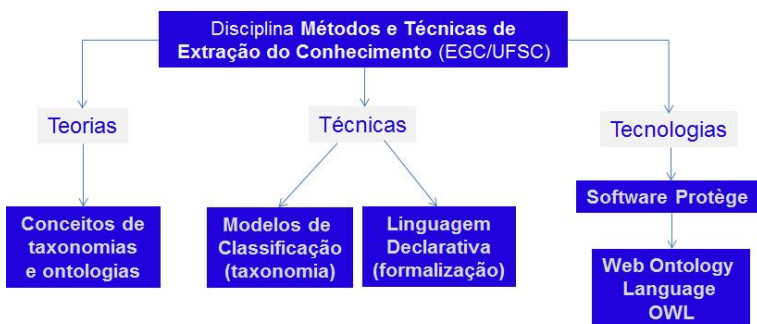 Disciplina Métodos e Técnicas de
Extração do Conhecimento (EGC/UFSC)
Teorias
Técnicas
Tecnologias
Conceitos de
taxonomias
e ontologias
Modelos de
Classificação
(taxonomia)
Linguagem
Declarativa
(formalização)
Software Protège
Web Ontology
Language
OWL